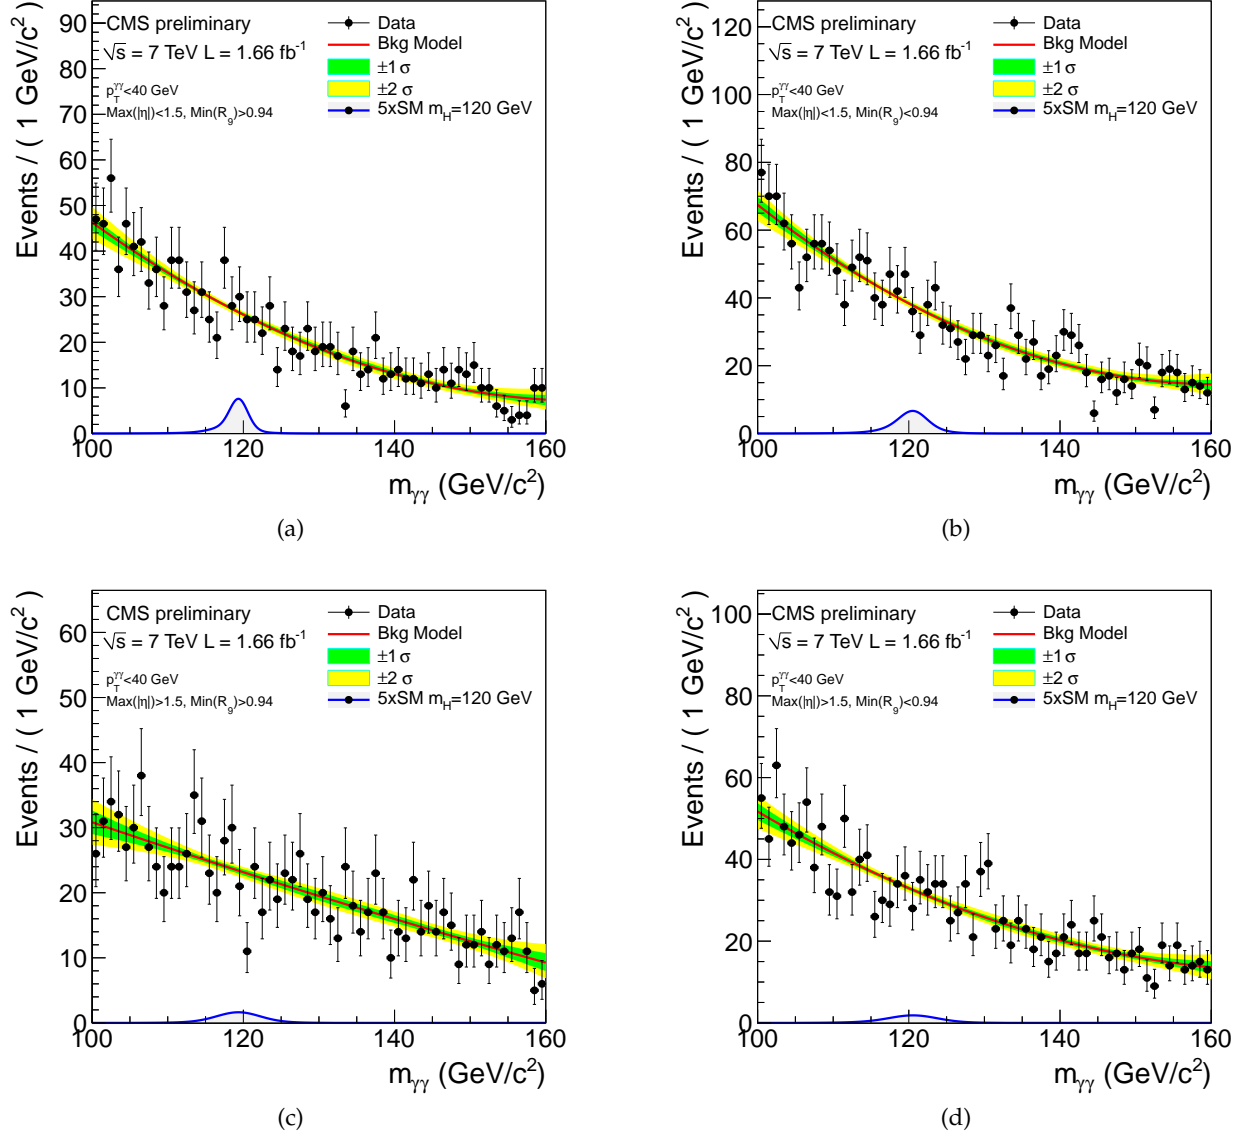 CMS preliminary
√s = 7 TeV L = 1.66 fb⁻¹
p_T^γγ<40 GeV
Max(|η|)<1.5, Min(R₉)>0.94
Data
Bkg Model
±1 σ
±2 σ
5xSM m_H=120 GeV
Events / ( 1 GeV/c² )
90
80
70
60
50
40
30
20
10
0
100 120 140 160
m_γγ (GeV/c²)
(a)
CMS preliminary
√s = 7 TeV L = 1.66 fb⁻¹
p_T^γγ<40 GeV
Max(|η|)<1.5, Min(R₉)<0.94
Data
Bkg Model
±1 σ
±2 σ
5xSM m_H=120 GeV
Events / ( 1 GeV/c² )
120
100
80
60
40
20
0
100 120 140 160
m_γγ (GeV/c²)
(b)
CMS preliminary
√s = 7 TeV L = 1.66 fb⁻¹
p_T^γγ<40 GeV
Max(|η|)>1.5, Min(R₉)>0.94
Data
Bkg Model
±1 σ
±2 σ
5xSM m_H=120 GeV
Events / ( 1 GeV/c² )
60
50
40
30
20
10
0
100 120 140 160
m_γγ (GeV/c²)
(c)
CMS preliminary
√s = 7 TeV L = 1.66 fb⁻¹
p_T^γγ<40 GeV
Max(|η|)>1.5, Min(R₉)<0.94
Data
Bkg Model
±1 σ
±2 σ
5xSM m_H=120 GeV
Events / ( 1 GeV/c² )
100
80
60
40
20
0
100 120 140 160
m_γγ (GeV/c²)
(d)